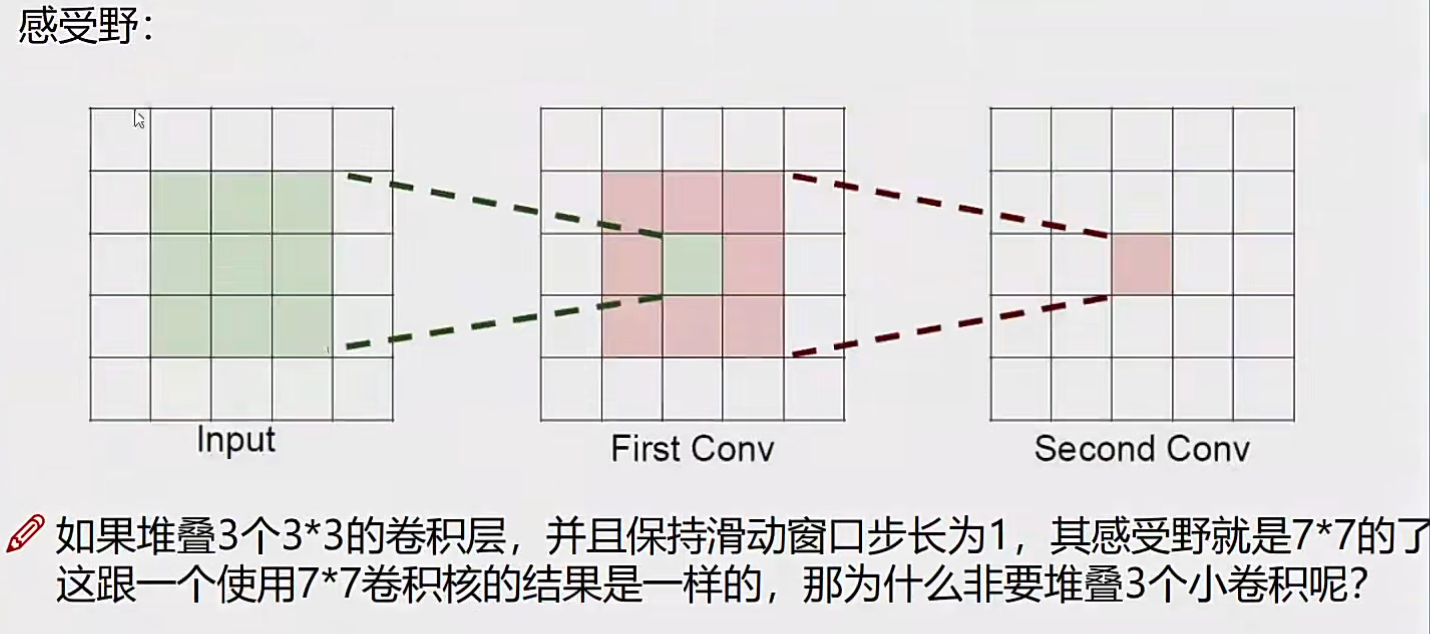 感受野：
Input
First Conv
Second Conv
如果堆叠3个3*3的卷积层，并且保持滑动窗口步长为1，其感受野就是7*7的了
这跟一个使用7*7卷积核的结果是一样的，那为什么非要堆叠3个小卷积呢？